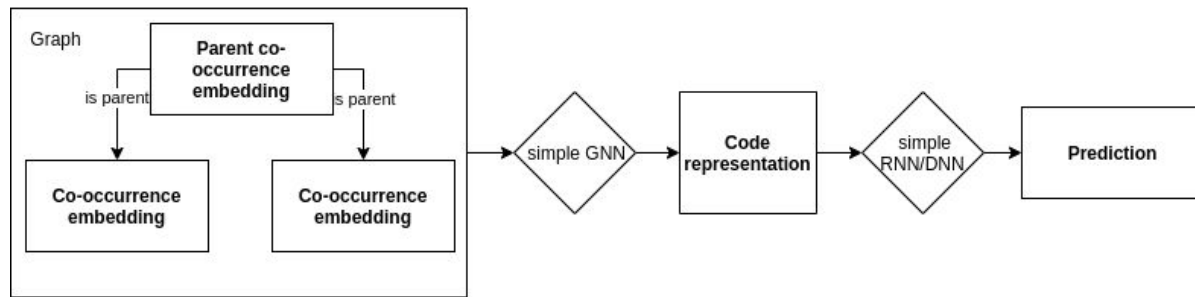 Graph
Parent co-
occurrence
embedding
is parent
is parent
Co-occurrence
embedding
Co-occurrence
embedding
simple GNN
Code
representation
simple
RNN/DNN
Prediction